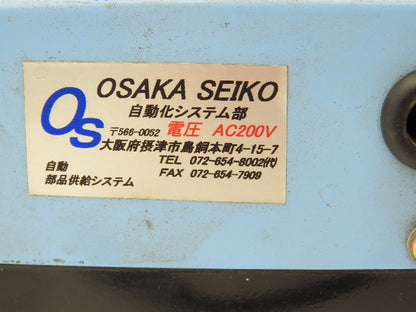 Os
OSAKA SEIKO
自動化システム部
〒566-0052 電圧 AC200V
大阪府摂津市鳥飼本町4-15-7
TEL 072-654-8002(代)
FAX 072-654-7909
自動
部品供給システム